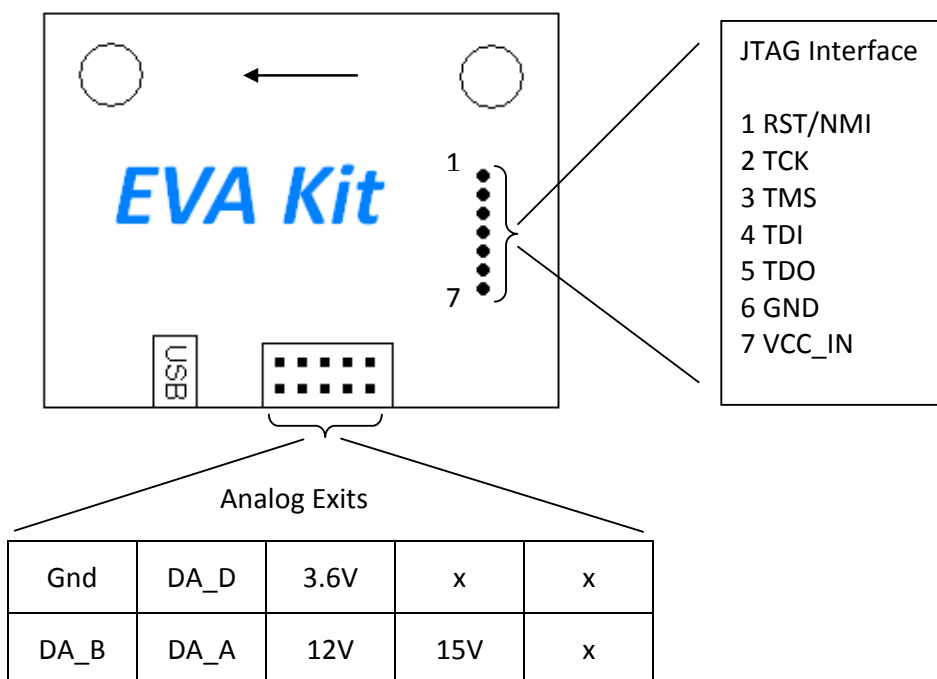 JTAG Interface
1 RST/NMI
2 TCK
3 TMS
4 TDI
5 TDO
6 GND
7 VCC_IN
EVA Kit
1
7
USB
Analog Exits
Gnd DA_D 3.6V x x
DA_B DA_A 12V 15V x